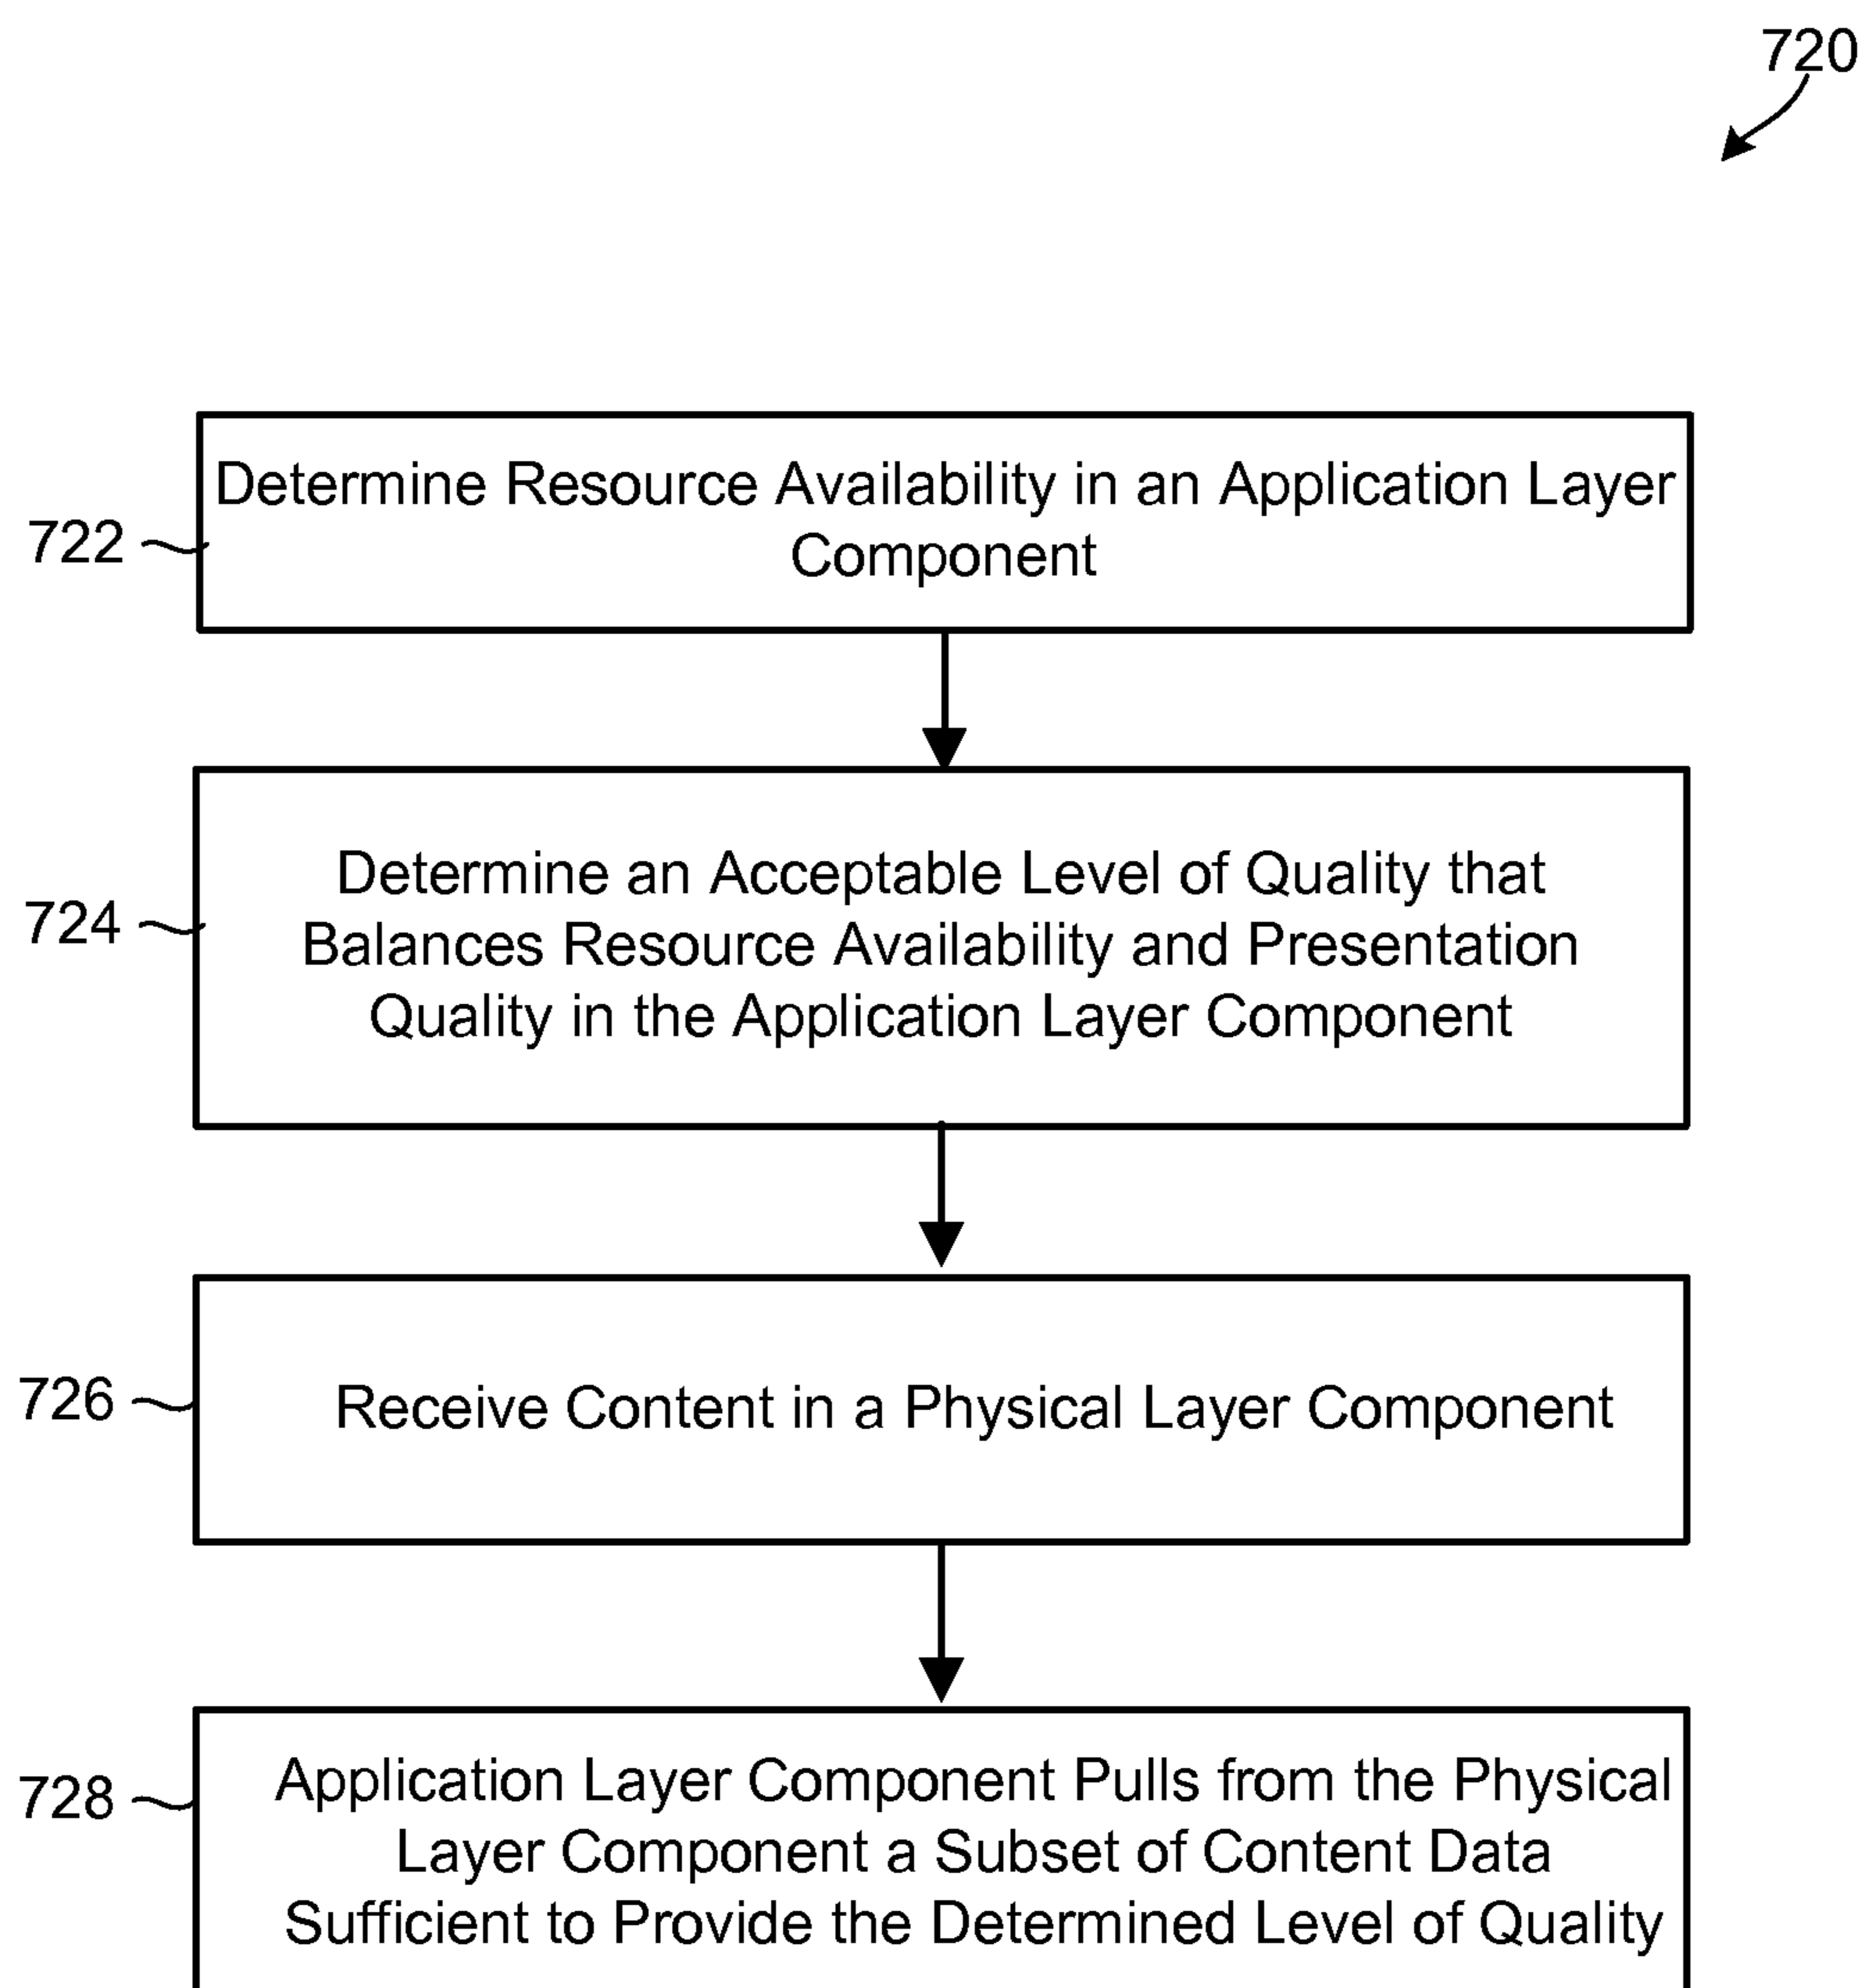 720
Determine Resource Availability in an Application Layer
Component
722
Determine an Acceptable Level of Quality that
Balances Resource Availability and Presentation
Quality in the Application Layer Component
724
Receive Content in a Physical Layer Component
726
Application Layer Component Pulls from the Physical
Layer Component a Subset of Content Data
Sufficient to Provide the Determined Level of Quality
728